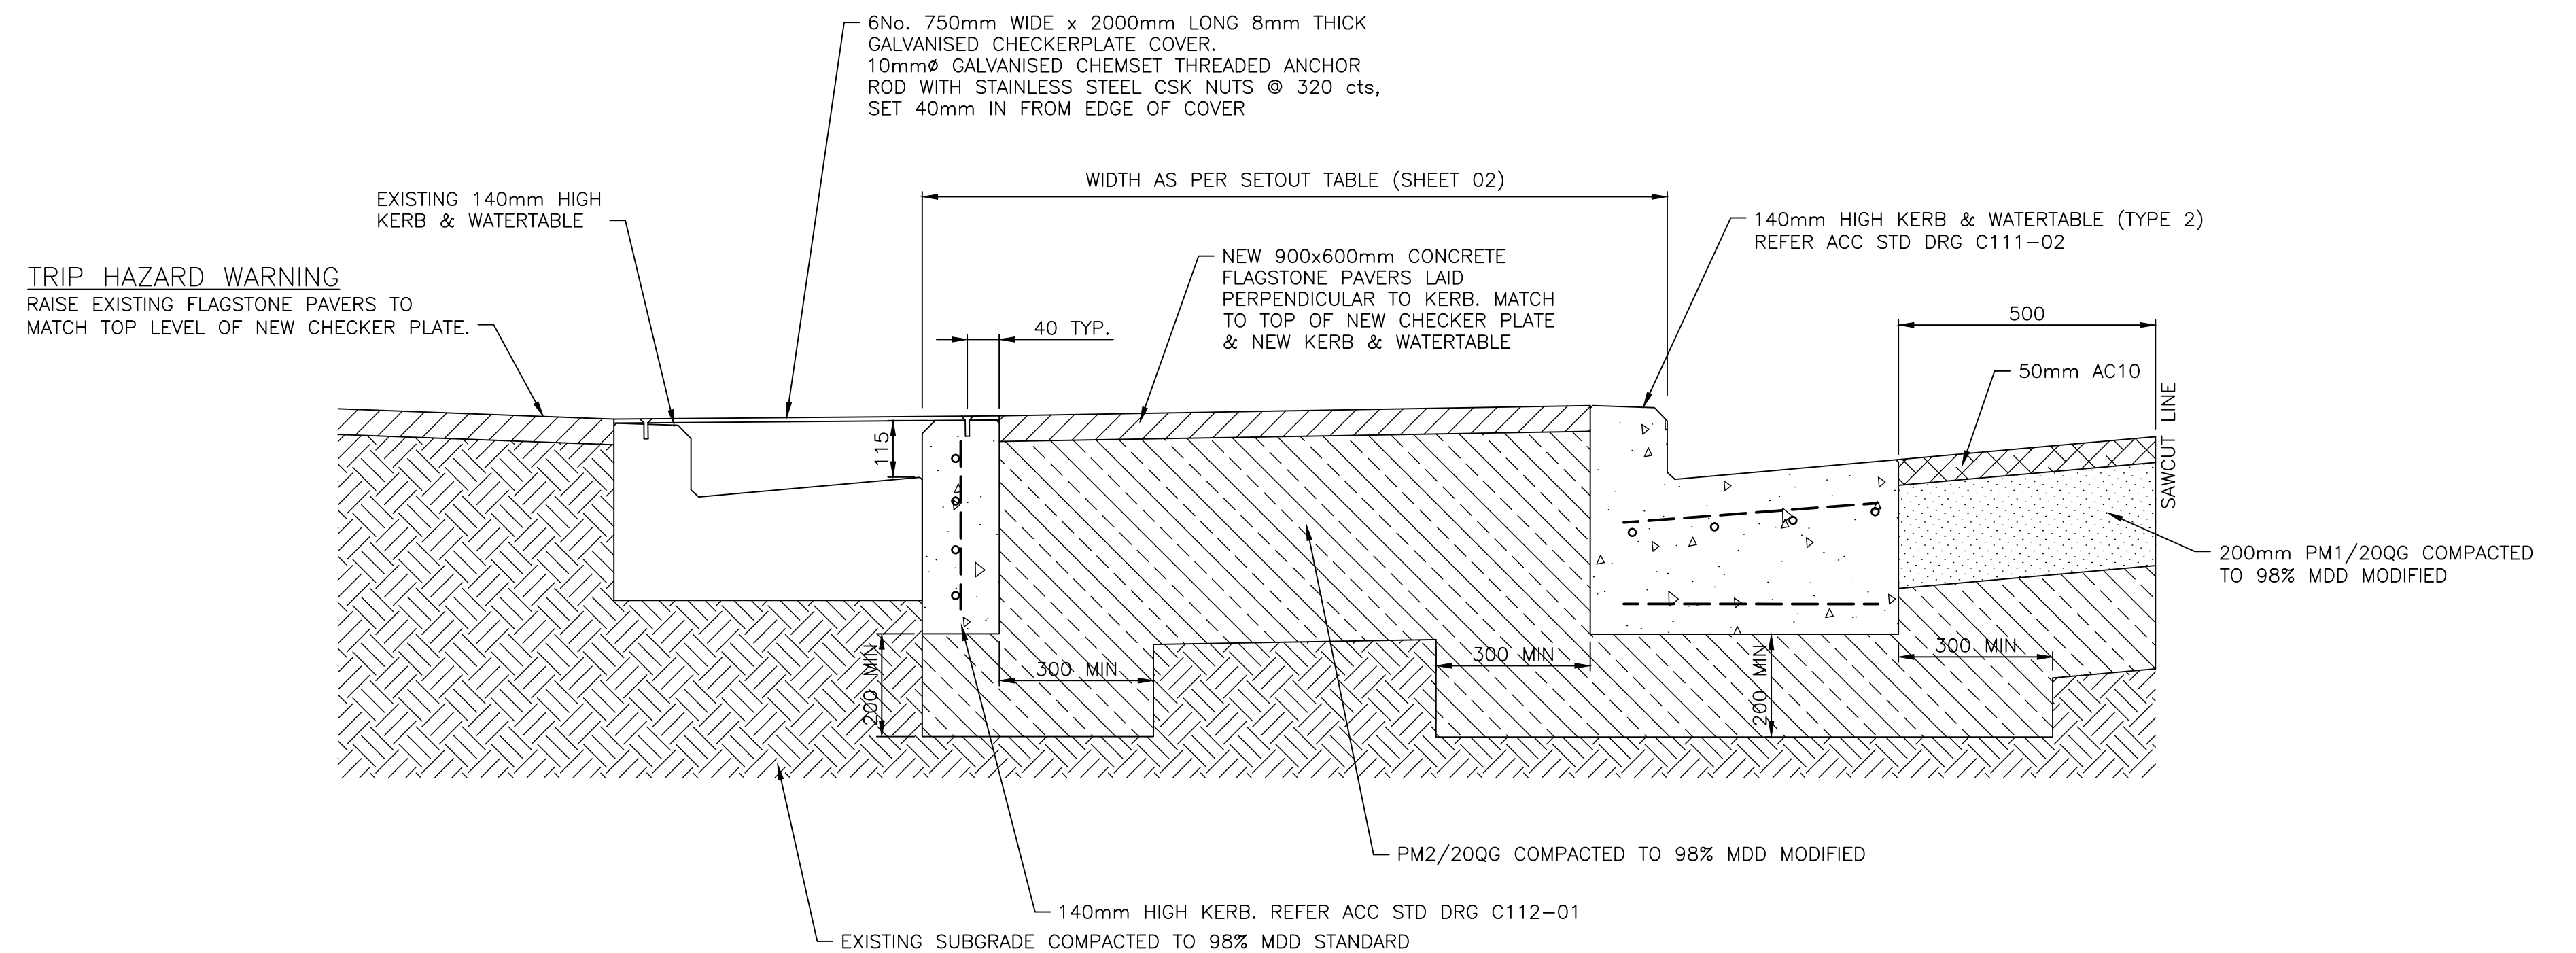 6No. 750mm WIDE x 2000mm LONG 8mm THICK
GALVANISED CHECKERPLATE COVER.
10mmø GALVANISED CHEMSET THREADED ANCHOR
ROD WITH STAINLESS STEEL CSK NUTS @ 320 cts,
SET 40mm IN FROM EDGE OF COVER
WIDTH AS PER SETOUT TABLE (SHEET 02)
EXISTING 140mm HIGH
KERB & WATERTABLE
140mm HIGH KERB & WATERTABLE (TYPE 2)
REFER ACC STD DRG C111-02
TRIP HAZARD WARNING
RAISE EXISTING FLAGSTONE PAVERS TO
MATCH TOP LEVEL OF NEW CHECKER PLATE.
NEW 900x600mm CONCRETE
FLAGSTONE PAVERS LAID
PERPENDICULAR TO KERB. MATCH
TO TOP OF NEW CHECKER PLATE
& NEW KERB & WATERTABLE
40 TYP.
500
50mm AC10
SAWCUT LINE
115
200mm PM1/20QG COMPACTED
TO 98% MDD MODIFIED
200 MIN
300 MIN
300 MIN
200 MIN
300 MIN
PM2/20QG COMPACTED TO 98% MDD MODIFIED
140mm HIGH KERB. REFER ACC STD DRG C112-01
EXISTING SUBGRADE COMPACTED TO 98% MDD STANDARD